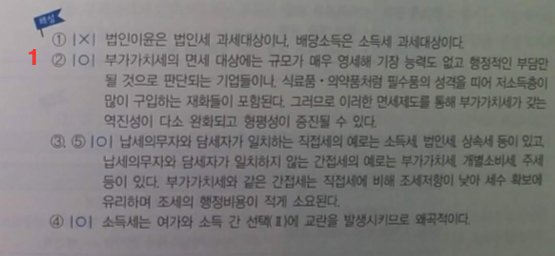 핵심
① |×| 법인이윤은 법인세 과세대상이나, 배당소득은 소득세 과세대상이다.
1 ② |○| 부가가치세의 면세 대상에는 규모가 매우 영세해 기장 능력도 없고 행정적인 부담만
될 것으로 판단되는 기업들이나, 식료품·의약품처럼 필수품의 성격을 띠어 저소득층이
많이 구입하는 재화들이 포함된다. 그러므로 이러한 면세제도를 통해 부가가치세가 갖는
역진성이 다소 완화되고 형평성이 증진될 수 있다.
③, ⑤ |○| 납세의무자와 담세자가 일치하는 직접세의 예로는 소득세, 법인세, 상속세 등이 있고,
납세의무자와 담세자가 일치하지 않는 간접세의 예로는 부가가치세, 개별소비세, 주세
등이 있다. 부가가치세와 같은 간접세는 직접세에 비해 조세저항이 낮아 세수 확보에
유리하며 조세의 행정비용이 적게 소요된다.
④ |○| 소득세는 여가와 소득 간 선택(Ⅱ)에 교란을 발생시키므로 왜곡적이다.